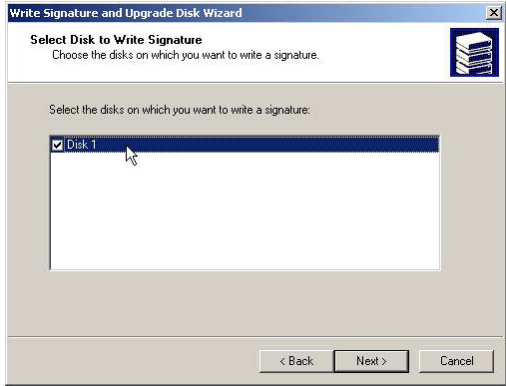 Write Signature and Upgrade Disk Wizard
Select Disk to Write Signature
Choose the disks on which you want to write a signature.
Select the disks on which you want to write a signature:
Disk 1
< Back Next > Cancel